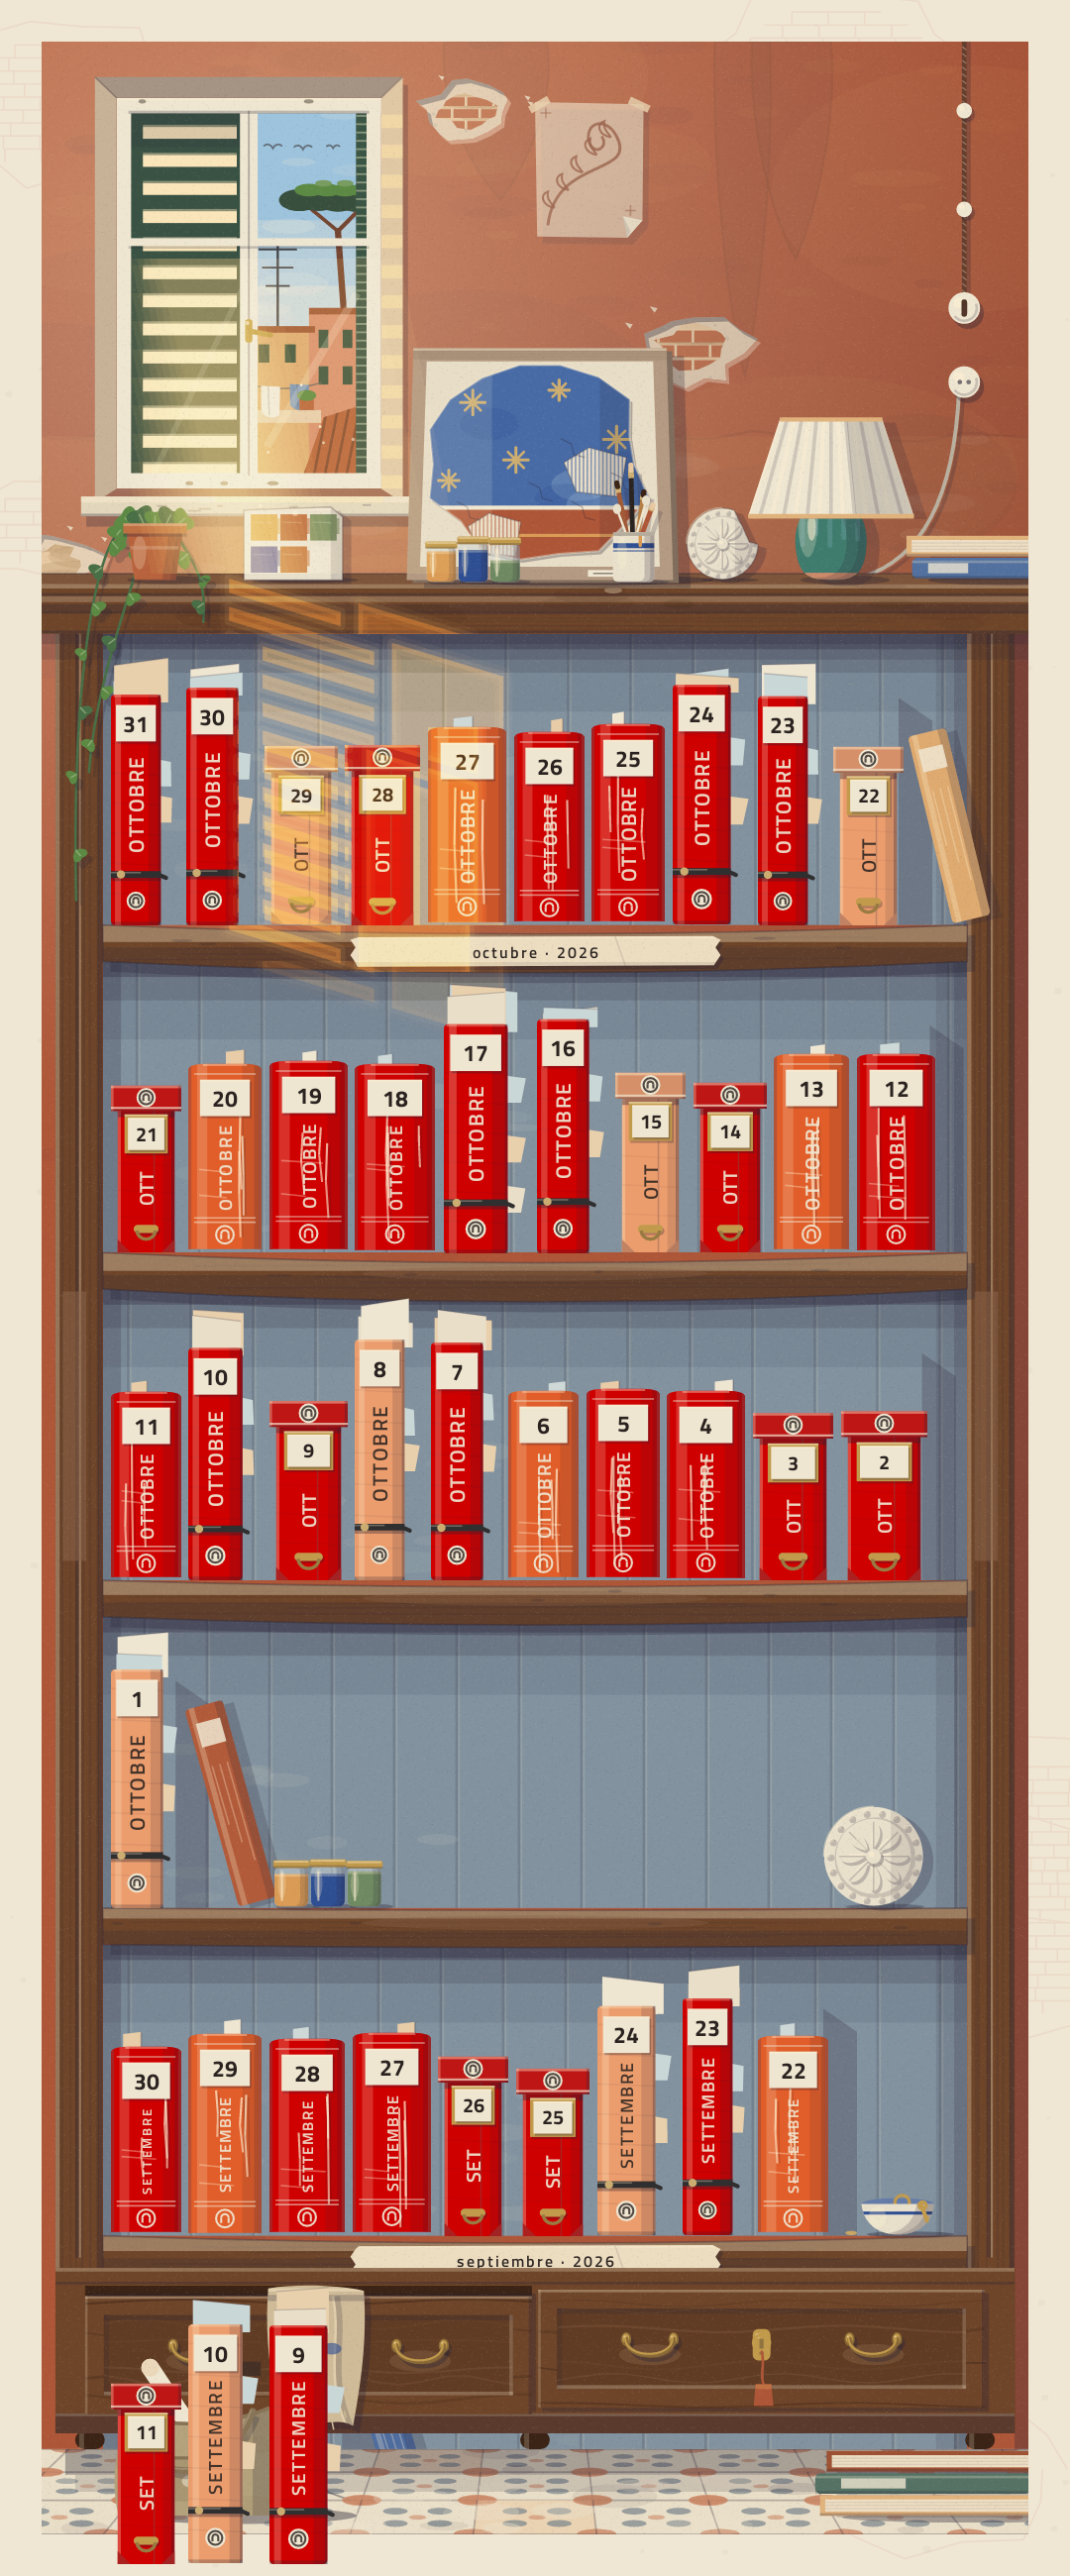 31 OTTOBRE
30 OTTOBRE
29 OTT
28 OTT
27 OTTOBRE
26 OTTOBRE
25 OTTOBRE
24 OTTOBRE
23 OTTOBRE
22 OTT
octubre · 2026
21 OTT
20 OTTOBRE
19 OTTOBRE
18 OTTOBRE
17 OTTOBRE
16 OTTOBRE
15 OTT
14 OTT
13 OTTOBRE
12 OTTOBRE
11 OTTOBRE
10 OTTOBRE
9 OTT
8 OTTOBRE
7 OTTOBRE
6 OTTOBRE
5 OTTOBRE
4 OTTOBRE
3 OTT
2 OTT
1 OTTOBRE
30 SETTEMBRE
29 SETTEMBRE
28 SETTEMBRE
27 SETTEMBRE
26 SET
25 SET
24 SETTEMBRE
23 SETTEMBRE
22 SETTEMBRE
septiembre · 2026
11 SET
10 SETTEMBRE
9 SETTEMBRE